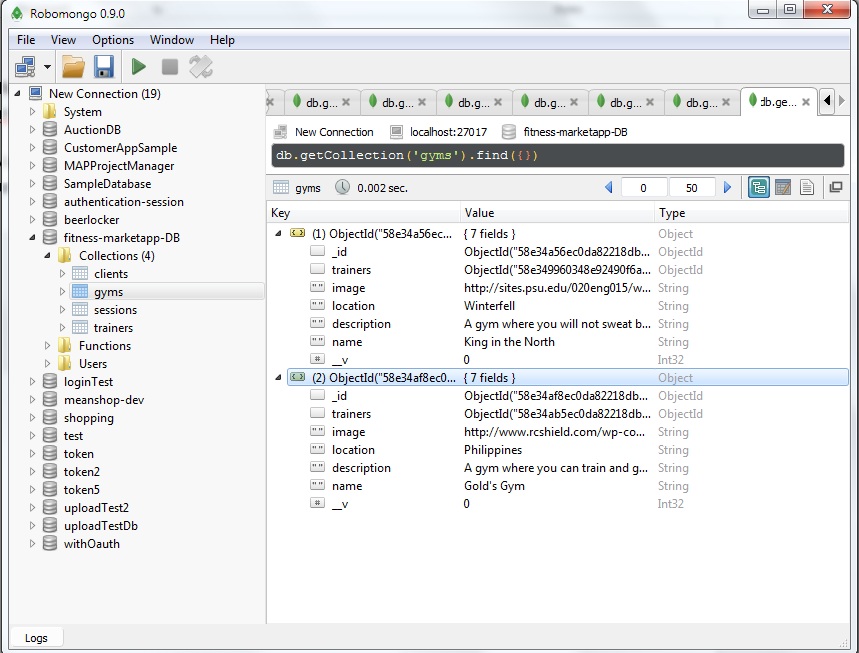 Robomongo 0.9.0
File View Options Window Help
New Connection (19)
System
AuctionDB
CustomerAppSample
MAPProjectManager
SampleDatabase
authentication-session
beerlocker
fitness-marketapp-DB
Collections (4)
clients
gyms
sessions
trainers
Functions
Users
loginTest
meanshop-dev
shopping
test
token
token2
token5
uploadTest2
uploadTestDb
withOauth
db.g... db.g... db.g... db.g... db.g... db.g... db.ge...
New Connection localhost:27017 fitness-marketapp-DB
db.getCollection('gyms').find({})
gyms 0.002 sec. 0 50
Key Value Type
(1) ObjectId("58e34a56ec... { 7 fields } Object
_id ObjectId("58e34a56ec0da82218db... ObjectId
trainers ObjectId("58e349960348e92490f6a... ObjectId
image http://sites.psu.edu/020eng015/w... String
location Winterfell String
description A gym where you will not sweat b... String
name King in the North String
__v 0 Int32
(2) ObjectId("58e34af8ec0... { 7 fields } Object
_id ObjectId("58e34af8ec0da82218db... ObjectId
trainers ObjectId("58e34ab5ec0da82218db... ObjectId
image http://www.rcshield.com/wp-co... String
location Philippines String
description A gym where you can train and g... String
name Gold's Gym String
__v 0 Int32
Logs